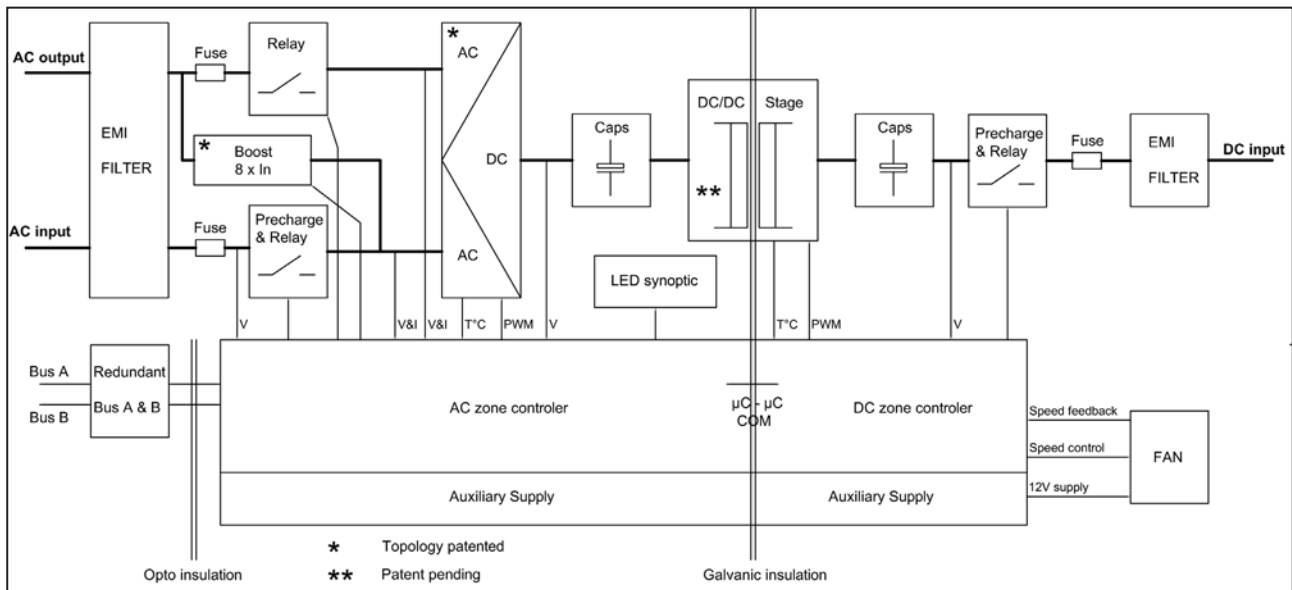 AC output
EMI
FILTER
AC input
Fuse
Relay
*
Boost
8 x In
Fuse
Precharge
& Relay
*
AC
DC
AC
Caps
DC/DC
Stage
**
Caps
Precharge
& Relay
Fuse
EMI
FILTER
DC input
LED synoptic
V
V&I
V&I
T°C
PWM
V
T°C
PWM
V
Bus A
Bus B
Redundant
Bus A & B
AC zone controler
µC - µC
COM
DC zone controler
Speed feedback
Speed control
12V supply
FAN
Auxiliary Supply
Auxiliary Supply
* Topology patented
** Patent pending
Opto insulation
Galvanic insulation